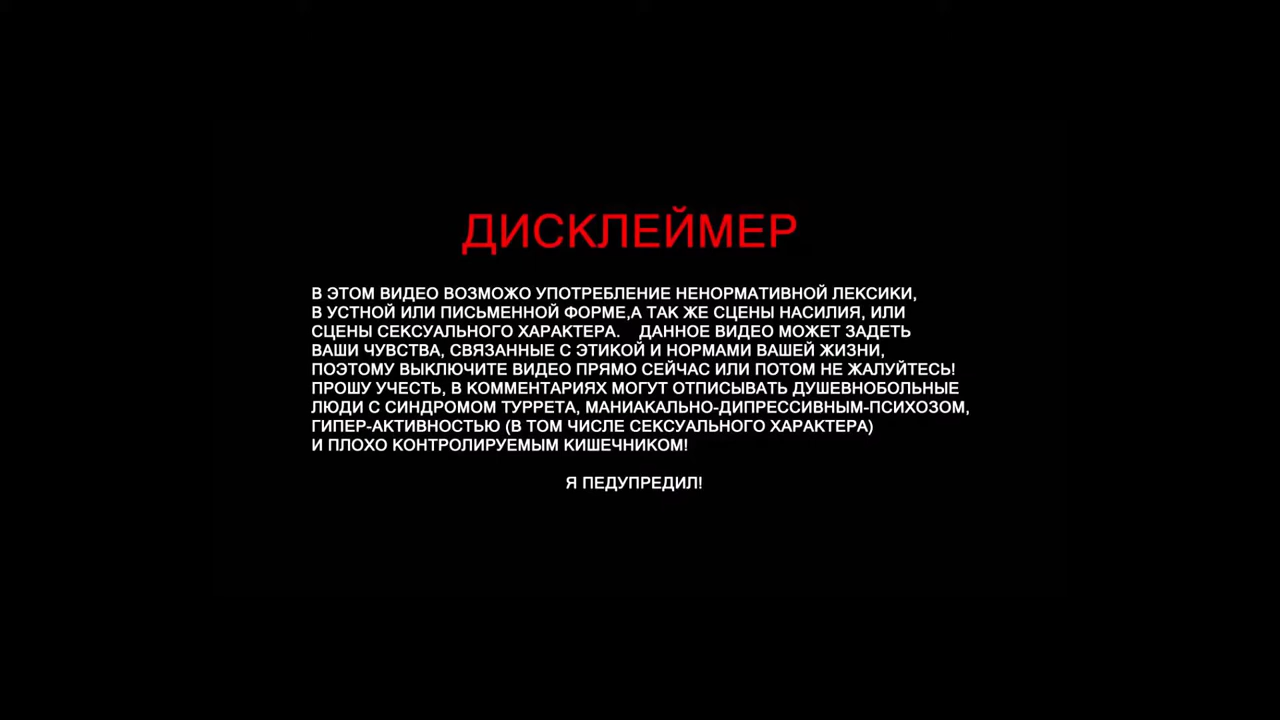 ДИСКЛЕЙМЕР
В ЭТОМ ВИДЕО ВОЗМОЖО УПОТРЕБЛЕНИЕ НЕНОРМАТИВНОЙ ЛЕКСИКИ,
В УСТНОЙ ИЛИ ПИСЬМЕННОЙ ФОРМЕ,А ТАК ЖЕ СЦЕНЫ НАСИЛИЯ, ИЛИ
СЦЕНЫ СЕКСУАЛЬНОГО ХАРАКТЕРА. ДАННОЕ ВИДЕО МОЖЕТ ЗАДЕТЬ
ВАШИ ЧУВСТВА, СВЯЗАННЫЕ С ЭТИКОЙ И НОРМАМИ ВАШЕЙ ЖИЗНИ,
ПОЭТОМУ ВЫКЛЮЧИТЕ ВИДЕО ПРЯМО СЕЙЧАС ИЛИ ПОТОМ НЕ ЖАЛУЙТЕСЬ!
ПРОШУ УЧЕСТЬ, В КОММЕНТАРИЯХ МОГУТ ОТПИСЫВАТЬ ДУШЕВНОБОЛЬНЫЕ
ЛЮДИ С СИНДРОМОМ ТУРРЕТА, МАНИАКАЛЬНО-ДИПРЕССИВНЫМ-ПСИХОЗОМ,
ГИПЕР-АКТИВНОСТЬЮ (В ТОМ ЧИСЛЕ СЕКСУАЛЬНОГО ХАРАКТЕРА)
И ПЛОХО КОНТРОЛИРУЕМЫМ КИШЕЧНИКОМ!
Я ПЕДУПРЕДИЛ!